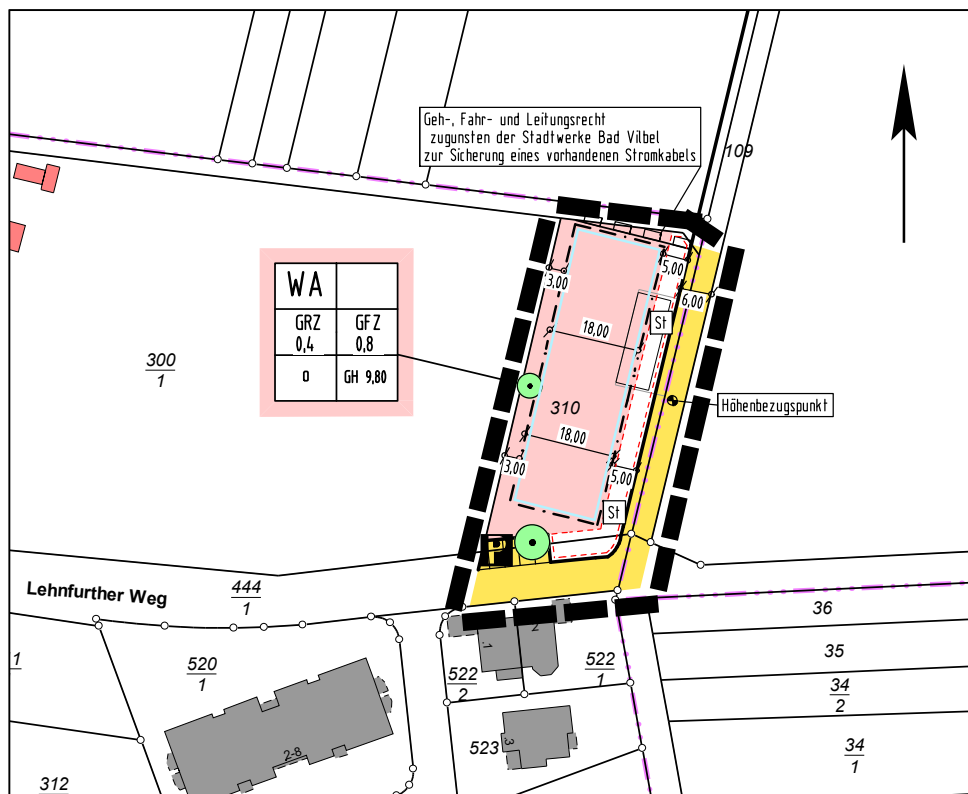 Geh-, Fahr- und Leitungsrecht
zugunsten der Stadtwerke Bad Vilbel
zur Sicherung eines vorhandenen Stromkabels
109
WA
GRZ
0,4
GFZ
0,8
o
GH 9,80
3,00
5,00
6,00
18,00
St
300
1
310
Höhenbezugspunkt
18,00
3,00
5,00
St
Lehnfurther Weg
444
1
36
35
34
2
34
1
1
520
1
522
2
522
1
.1
2
2-8
523
.3
312